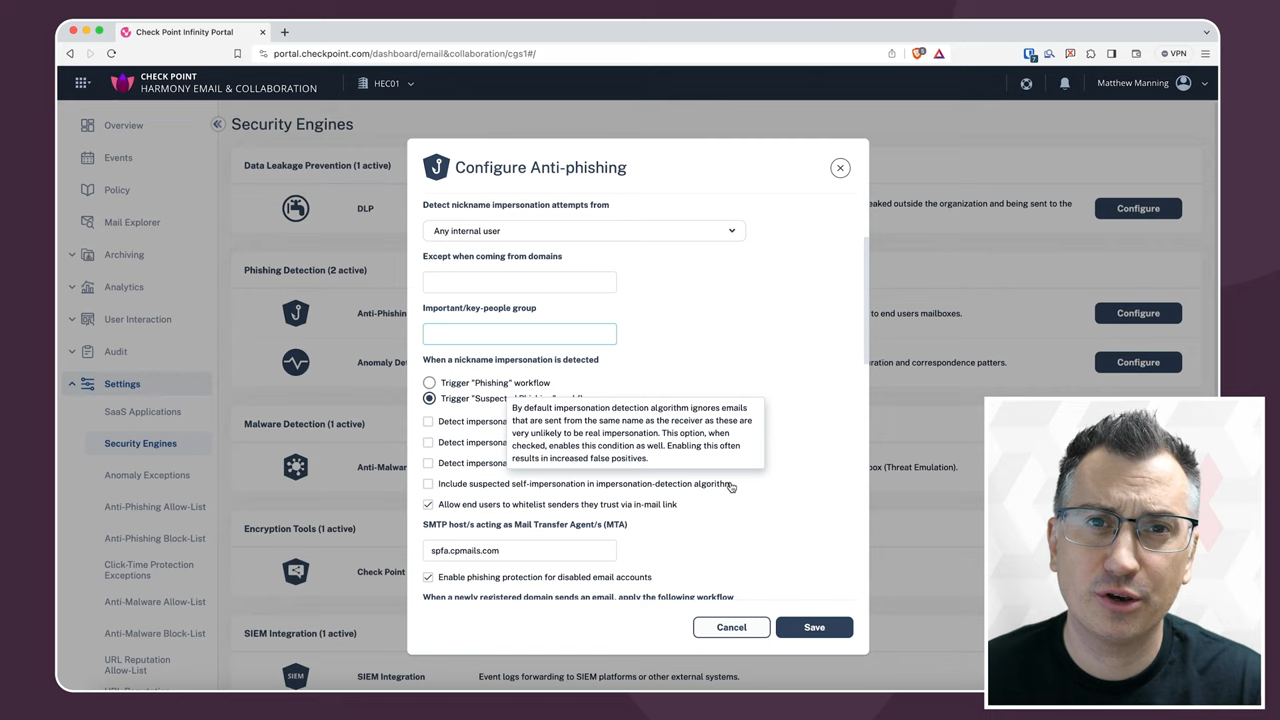 Check Point Infinity Portal
portal.checkpoint.com/dashboard/email&collaboration/cgs1#/
VPN
CHECK POINT
HARMONY EMAIL & COLLABORATION
HEC01
Matthew Manning
Overview
Events
Policy
Mail Explorer
Archiving
Analytics
User Interaction
Audit
Settings
SaaS Applications
Security Engines
Anomaly Exceptions
Anti-Phishing Allow-List
Anti-Phishing Block-List
Click-Time Protection
Exceptions
Anti-Malware Allow-List
Anti-Malware Block-List
URL Reputation
Allow-List
URL Reputation
Security Engines
Data Leakage Prevention (1 active)
DLP
eaked outside the organization and being sent to the
Configure
Phishing Detection (2 active)
Anti-Phishin
to end users mailboxes.
Configure
Anomaly De
uration and correspondence patters.
Configure
Malware Detection (1 active)
Anti-Malwar
box (Threat Emulation).
Encryption Tools (1 active)
Check Point
SIEM Integration (1 active)
SIEM
SIEM Integration
Event logs forwarding to SIEM platforms or other external systems.
Configure Anti-phishing
Detect nickname impersonation attempts from
Any internal user
Except when coming from domains
Important/key-people group
When a nickname impersonation is detected
Trigger "Phishing" workflow
Trigger "Suspect
Detect impersona
Detect impersona
Detect impersona
By default impersonation detection algorithm ignores emails
that are sent from the same name as the receiver as these are
very unlikely to be real impersonation. This option, when
checked, enables this condition as well. Enabling this often
results in increased false positives.
Include suspected self-impersonation in impersonation-detection algorithm
Allow end users to whitelist senders they trust via in-mail link
SMTP host/s acting as Mail Transfer Agent/s (MTA)
spfa.cpmails.com
Enable phishing protection for disabled email accounts
When a newly registered domain sends an email, apply the following workflow
Cancel
Save